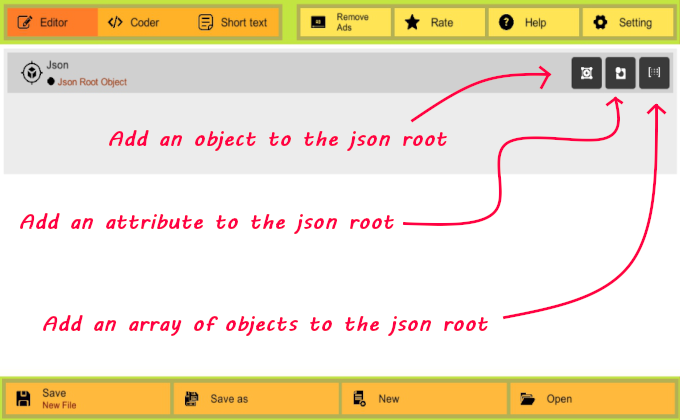 Editor
Coder
Short text
Remove
Ads
Rate
Help
Setting
Json
Json Root Object
Add an object to the json root
Add an attribute to the json root
Add an array of objects to the json root
Save
New File
Save as
New
Open